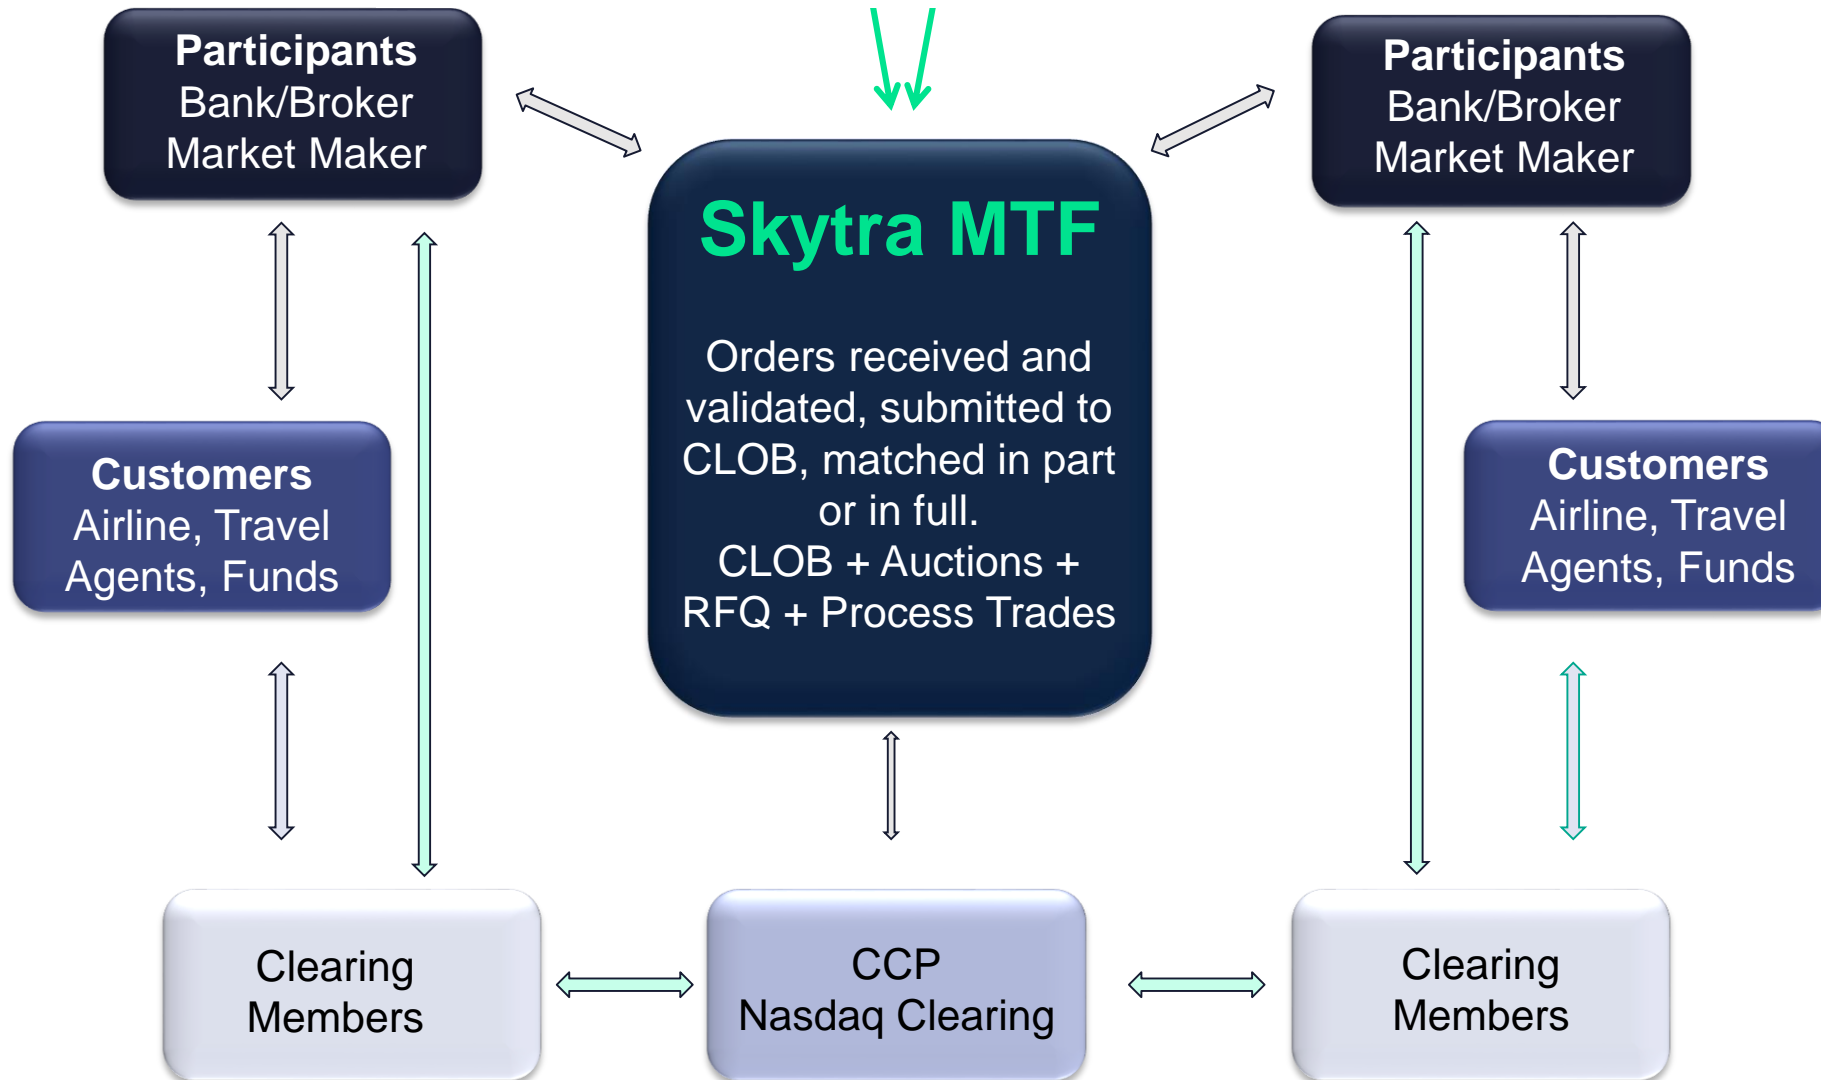 Participants
Bank/Broker
Market Maker
Participants
Bank/Broker
Market Maker
Skytra MTF
Orders received and
validated, submitted to
CLOB, matched in part
or in full.
CLOB + Auctions +
RFQ + Process Trades
Customers
Airline, Travel
Agents, Funds
Customers
Airline, Travel
Agents, Funds
Clearing
Members
CCP
Nasdaq Clearing
Clearing
Members